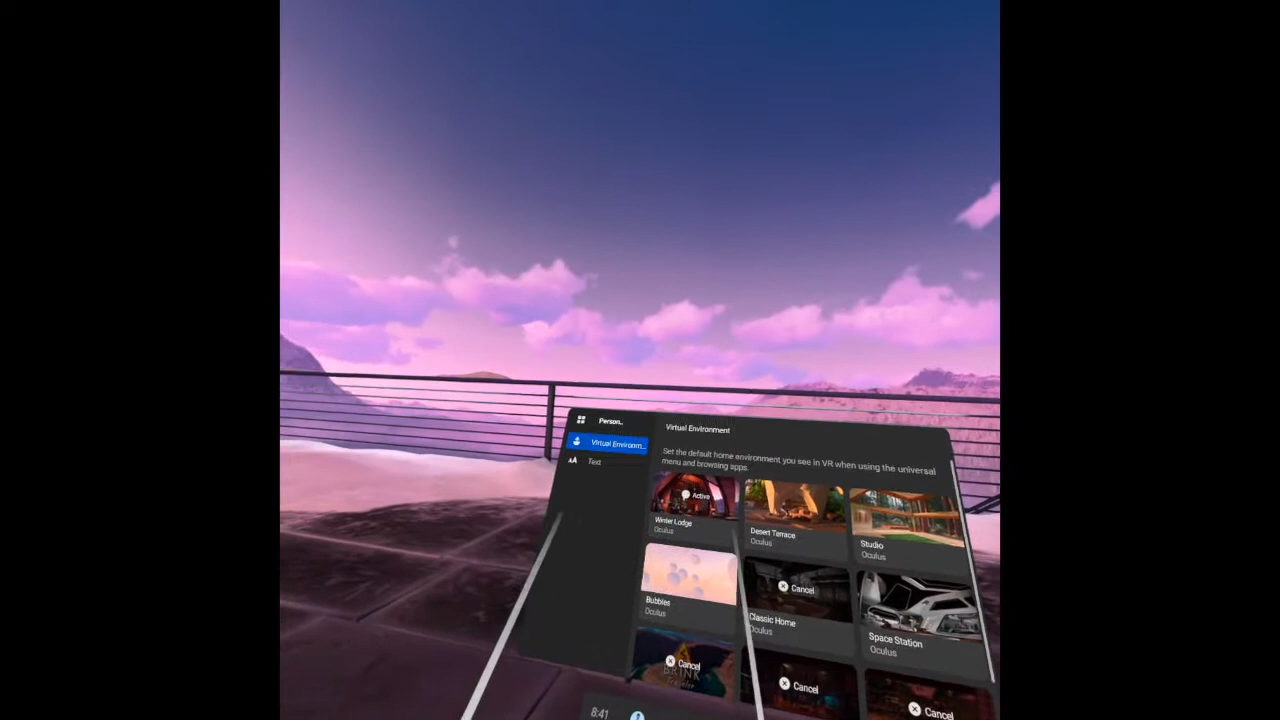 Person..
Virtual Environm..
Text
Virtual Environment
Set the default home environment you see in VR when using the universal
menu and browsing apps.
Active
Winter Lodge
Oculus
Desert Terrace
Oculus
Studio
Oculus
Bubbles
Oculus
Cancel
Classic Home
Oculus
Space Station
Oculus
Cancel
BRINK
Traveler
Cancel
Cancel
8:41